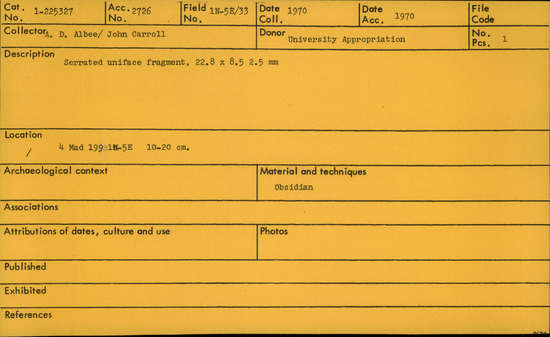 Cat. No. 1-225327 Acc. No. 2726 Field No. 1N-5E/33 Date Coll. 1970 Date Acc. 1970 File Code
Collector A. D. Albee/ John Carroll Donor University Appropriation No. Pcs. 1
Description
Serrated uniface fragment, 22.8 x 8.5 2.5 mm
Location
/ 4 Mad 199 1N-5E 10-20 cm.
Archaeological context Material and techniques
Obsidian
Associations
Attributions of dates, culture and use Photos
Published
Exhibited
References